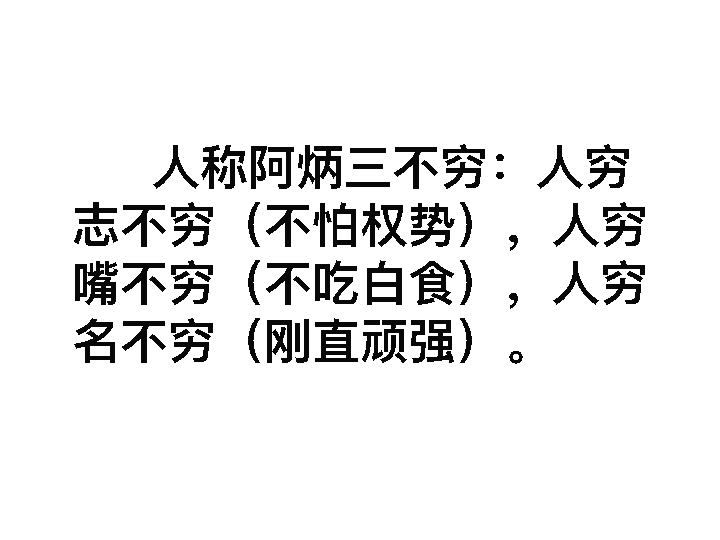 人称阿炳三不穷：人穷
志不穷（不怕权势），人穷
嘴不穷（不吃白食），人穷
名不穷（刚直顽强）。